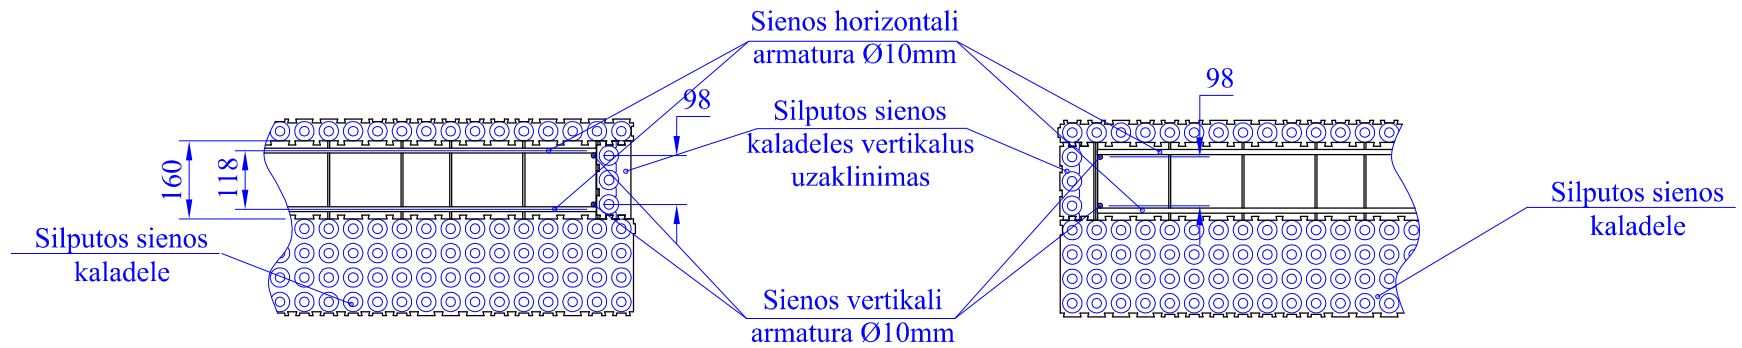 Sienos horizontali
armatura Ø10mm
98
98
Silputos sienos
kaladeles vertikalus
uzaklinimas
160
118
Silputos sienos
kaladele
Silputos sienos
kaladele
Sienos vertikali
armatura Ø10mm